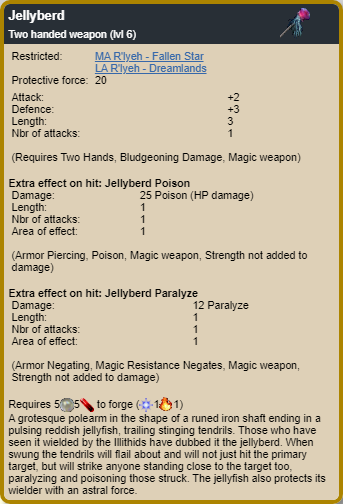 Jellyberd
Two handed weapon (lvl 6)
Restricted: MA R'lyeh - Fallen Star
LA R'lyeh - Dreamlands
Protective force: 20
Attack: +2
Defence: +3
Length: 3
Nbr of attacks: 1
(Requires Two Hands, Bludgeoning Damage, Magic weapon)
Extra effect on hit: Jellyberd Poison
Damage: 25 Poison (HP damage)
Length: 1
Nbr of attacks: 1
Area of effect: 1
(Armor Piercing, Poison, Magic weapon, Strength not added to
damage)
Extra effect on hit: Jellyberd Paralyze
Damage: 12 Paralyze
Length: 1
Nbr of attacks: 1
Area of effect: 1
(Armor Negating, Magic Resistance Negates, Magic weapon,
Strength not added to damage)
Requires 5 5 to forge ( 1 1)
A grotesque polearm in the shape of a runed iron shaft ending in a
pulsing reddish jellyfish, trailing stinging tendrils. Those who have
seen it wielded by the Illithids have dubbed it the jellyberd. When
swung the tendrils will flail about and will not just hit the primary
target, but will strike anyone standing close to the target too,
paralyzing and poisoning those struck. The jellyfish also protects its
wielder with an astral force.